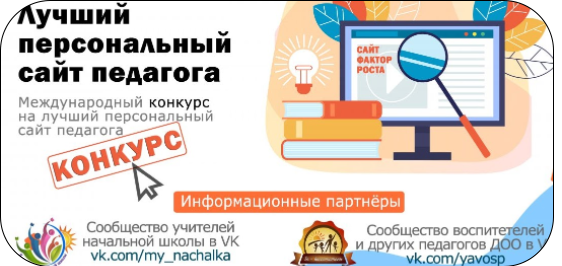 Лучший
персональный
сайт педагога
Международный конкурс
на лучший персональный
сайт педагога
КОНКУРС
САЙТ
ФАКТОР
РОСТА
Информационные партнёры
Сообщество учителей
начальной школы в VK
vk.com/my_nachalka
Сообщество воспитетелей
и других педагогов ДОО в V
vk.com/yavosp